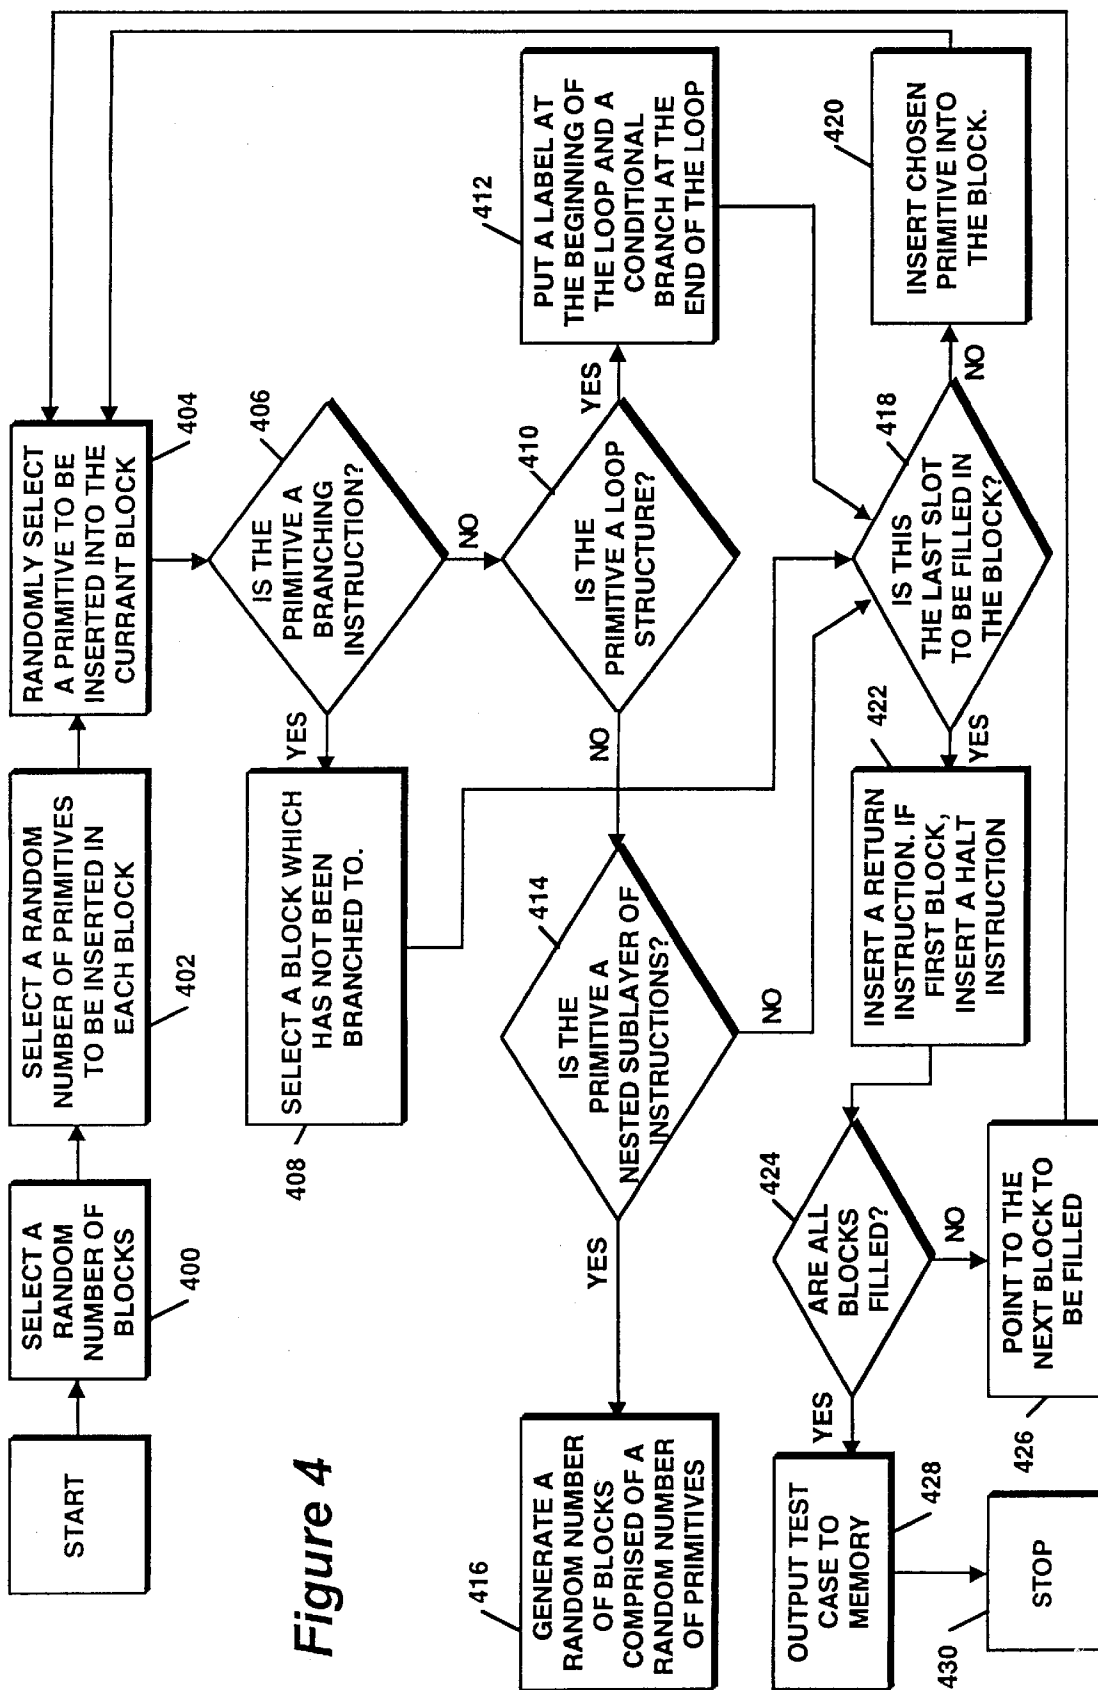 START
SELECT A
RANDOM
NUMBER OF
BLOCKS
400
SELECT A RANDOM
NUMBER OF PRIMITIVES
TO BE INSERTED IN
EACH BLOCK
402
RANDOMLY SELECT
A PRIMITIVE TO BE
INSERTED INTO THE
CURRANT BLOCK
404
IS THE
PRIMITIVE A
BRANCHING
INSTRUCTION?
406
YES
NO
SELECT A BLOCK WHICH
HAS NOT BEEN
BRANCHED TO.
408
IS THE
PRIMITIVE A LOOP
STRUCTURE?
410
YES
NO
PUT A LABEL AT
THE BEGINNING OF
THE LOOP AND A
CONDITIONAL
BRANCH AT THE
END OF THE LOOP
412
IS THE
PRIMITIVE A
NESTED SUBLAYER OF
INSTRUCTIONS?
414
YES
NO
GENERATE A
RANDOM NUMBER
OF BLOCKS
COMPRISED OF A
RANDOM NUMBER
OF PRIMITIVES
416
IS THIS
THE LAST SLOT
TO BE FILLED IN
THE BLOCK?
418
NO
YES
INSERT CHOSEN
PRIMITIVE INTO
THE BLOCK.
420
INSERT A RETURN
INSTRUCTION. IF
FIRST BLOCK,
INSERT A HALT
INSTRUCTION
422
ARE ALL
BLOCKS
FILLED?
424
YES
NO
POINT TO THE
NEXT BLOCK TO
BE FILLED
426
OUTPUT TEST
CASE TO
MEMORY
428
STOP
430
Figure 4